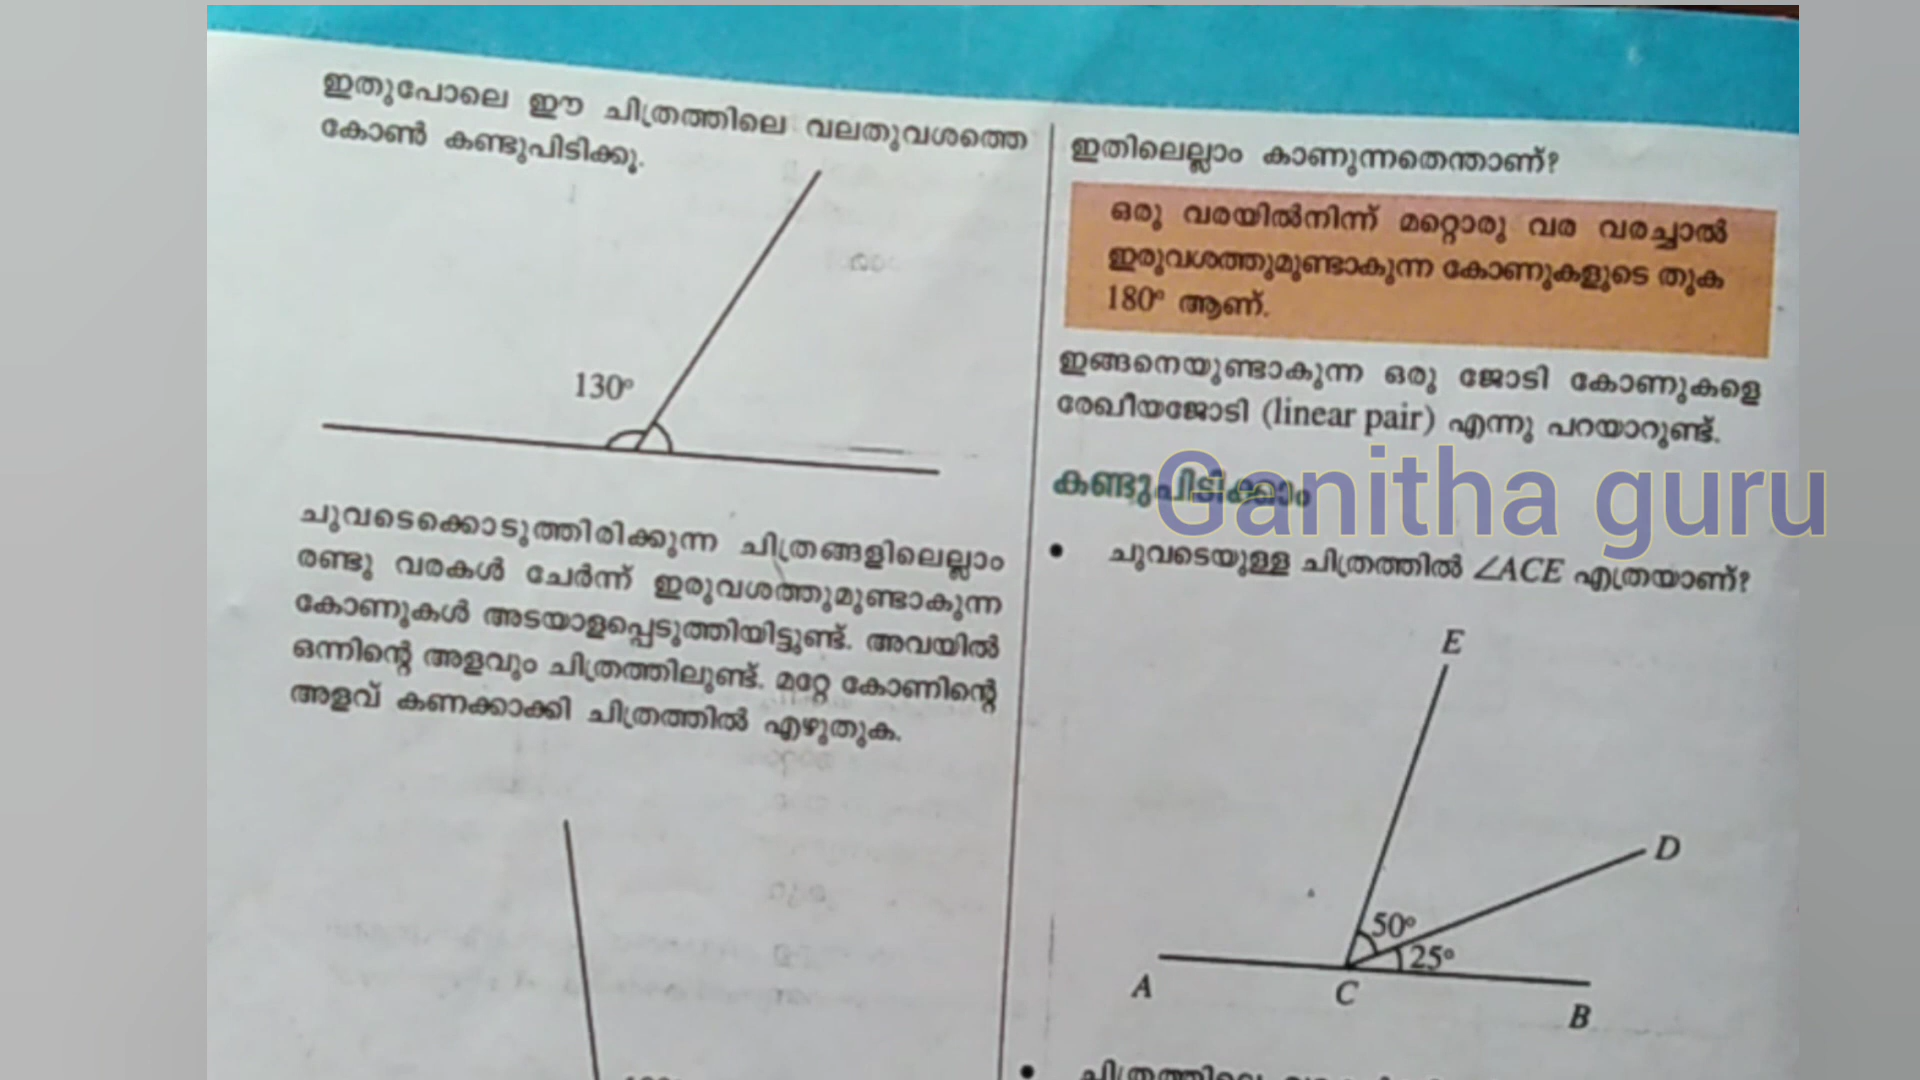 ഇതുപോലെ ഈ ചിത്രത്തിലെ വലതുവശത്തെ
കോൺ കണ്ടുപിടിക്കൂ.
130°
ചുവടെക്കൊടുത്തിരിക്കുന്ന ചിത്രങ്ങളിലെല്ലാം
രണ്ടു വരകൾ ചേർന്ന് ഇരുവശത്തുമുണ്ടാകുന്ന
കോണുകൾ അടയാളപ്പെടുത്തിയിട്ടുണ്ട്. അവയിൽ
ഒന്നിന്റെ അളവും ചിത്രത്തിലുണ്ട്. മറ്റേ കോണിന്റെ
അളവ് കണക്കാക്കി ചിത്രത്തിൽ എഴുതുക.
ഇതിലെല്ലാം കാണുന്നതെന്താണ്?
ഒരു വരയിൽനിന്ന് മറ്റൊരു വര വരച്ചാൽ
ഇരുവശത്തുമുണ്ടാകുന്ന കോണുകളുടെ തുക
180° ആണ്.
ഇങ്ങനെയുണ്ടാകുന്ന ഒരു ജോടി കോണുകളെ
രേഖീയജോടി (linear pair) എന്നു പറയാറുണ്ട്.
കണ്ടുപിടിക്കാം
Ganitha guru
• ചുവടെയുള്ള ചിത്രത്തിൽ ∠ACE എത്രയാണ്?
E
D
50°
25°
A
C
B
• ചിത്രത്തിലെ